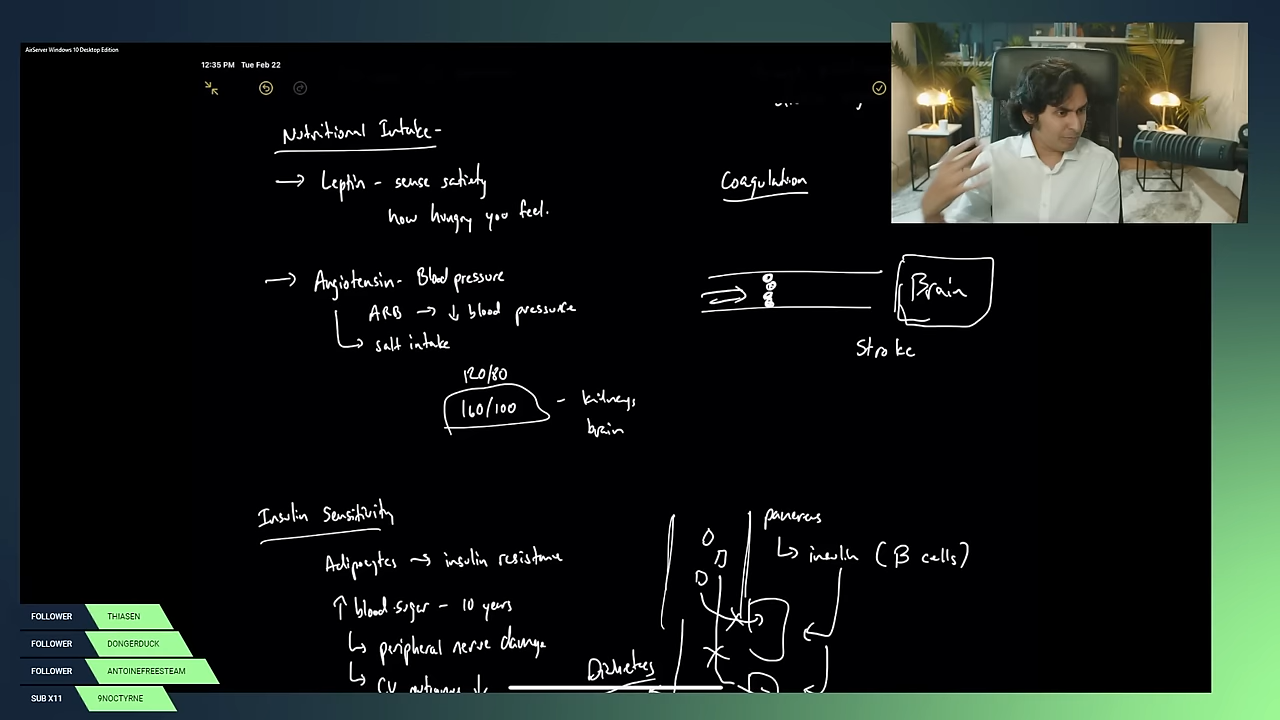 AirServer Windows 10 Desktop Edition
12:35 PM Tue Feb 22
Nutritional Intake-
→ Leptin - sense satiety
how hungry you feel.
→ Angiotensin- Blood pressure
ARB → ↓ blood pressure
↳ salt intake
120/80
160/100 - kidneys
brain
Coagulation
Brain
Stroke
Insulin Sensitivity
Adipocytes → insulin resistance
↑ blood sugar - 10 years
↳ peripheral nerve damage
↳ CV
Diabetes
pancreas
↳ insulin (β cells)
FOLLOWER THIASEN
FOLLOWER DONGERDUCK
FOLLOWER ANTOINEFREESTEAM
SUB X11 9NOCTYRNE